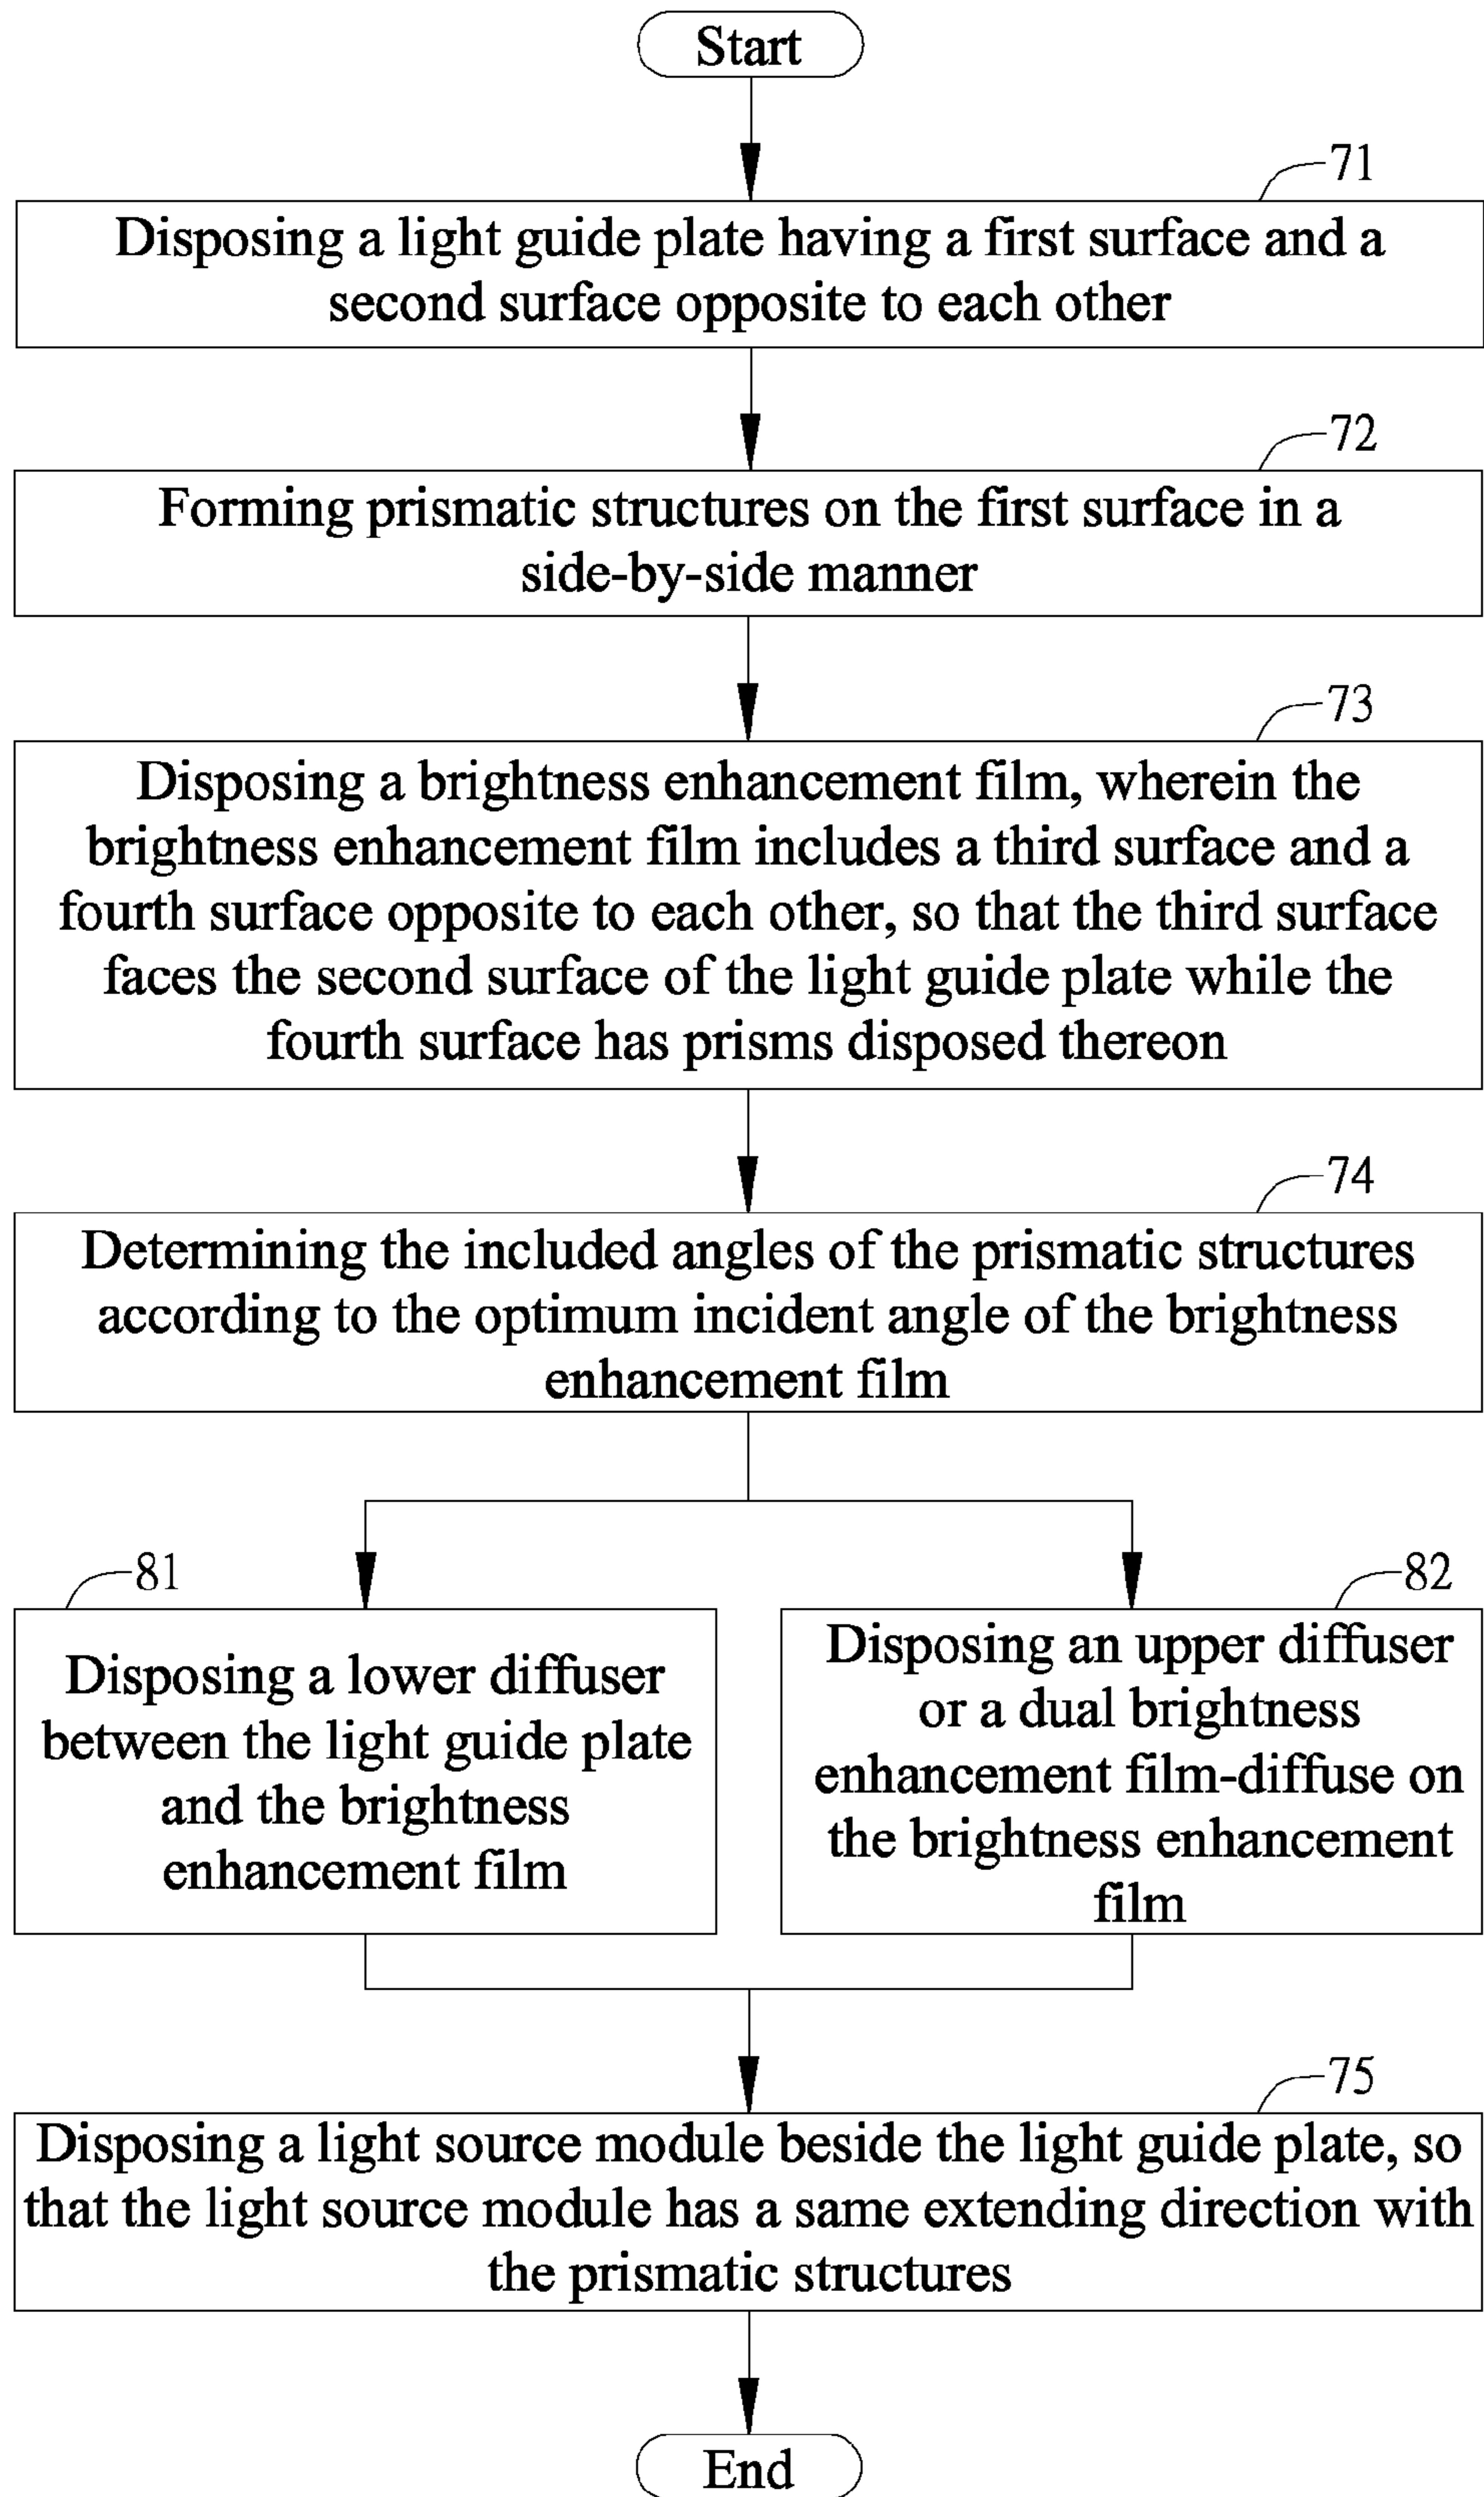 Start
71
Disposing a light guide plate having a first surface and a
second surface opposite to each other
72
Forming prismatic structures on the first surface in a
side-by-side manner
73
Disposing a brightness enhancement film, wherein the
brightness enhancement film includes a third surface and a
fourth surface opposite to each other, so that the third surface
faces the second surface of the light guide plate while the
fourth surface has prisms disposed thereon
74
Determining the included angles of the prismatic structures
according to the optimum incident angle of the brightness
enhancement film
81
Disposing a lower diffuser
between the light guide plate
and the brightness
enhancement film
82
Disposing an upper diffuser
or a dual brightness
enhancement film-diffuse on
the brightness enhancement
film
75
Disposing a light source module beside the light guide plate, so
that the light source module has a same extending direction with
the prismatic structures
End